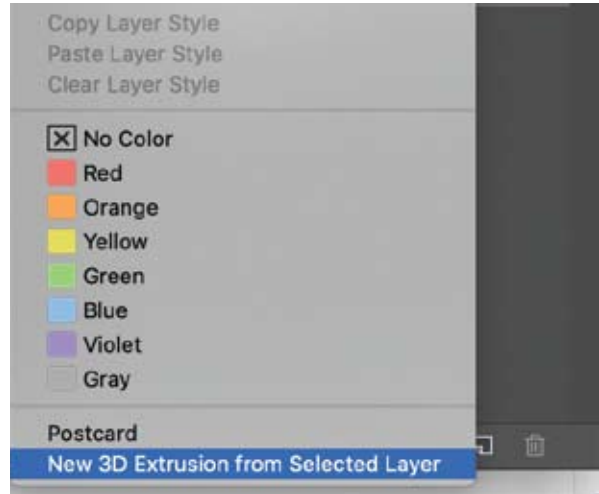 Copy Layer Style
Paste Layer Style
Clear Layer Style
No Color
Red
Orange
Yellow
Green
Blue
Violet
Gray
Postcard
New 3D Extrusion from Selected Layer